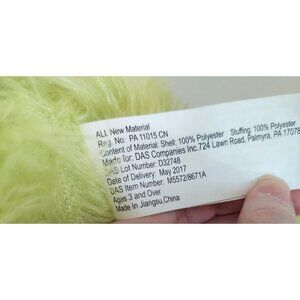 ALL New Material
Reg. No: PA 11015 CN
Content of Material: Shell: 100% Polyester Stuffing: 100% Polyester
Made for: DAS Companies Inc.724 Lawn Road, Palmyra, PA 17078
DAS Lot Number: D32748
Date of Delivery: May 2017
DAS Item Number: M5572/8671A
Ages 3 and Over
Made In Jiangsu,China